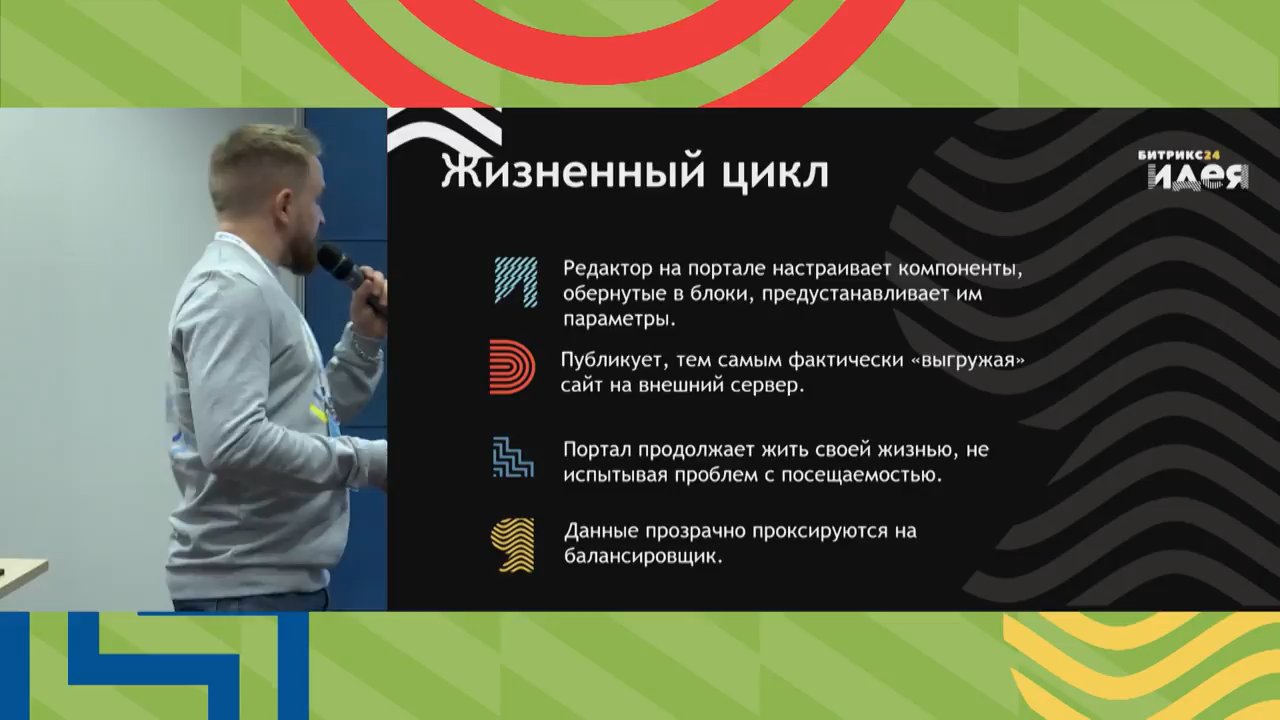 Жизненный цикл
БИТРИКС24
идея
Редактор на портале настраивает компоненты,
обернутые в блоки, предустанавливает им
параметры.
Публикует, тем самым фактически «выгружая»
сайт на внешний сервер.
Портал продолжает жить своей жизнью, не
испытывая проблем с посещаемостью.
Данные прозрачно проксируются на
балансировщик.